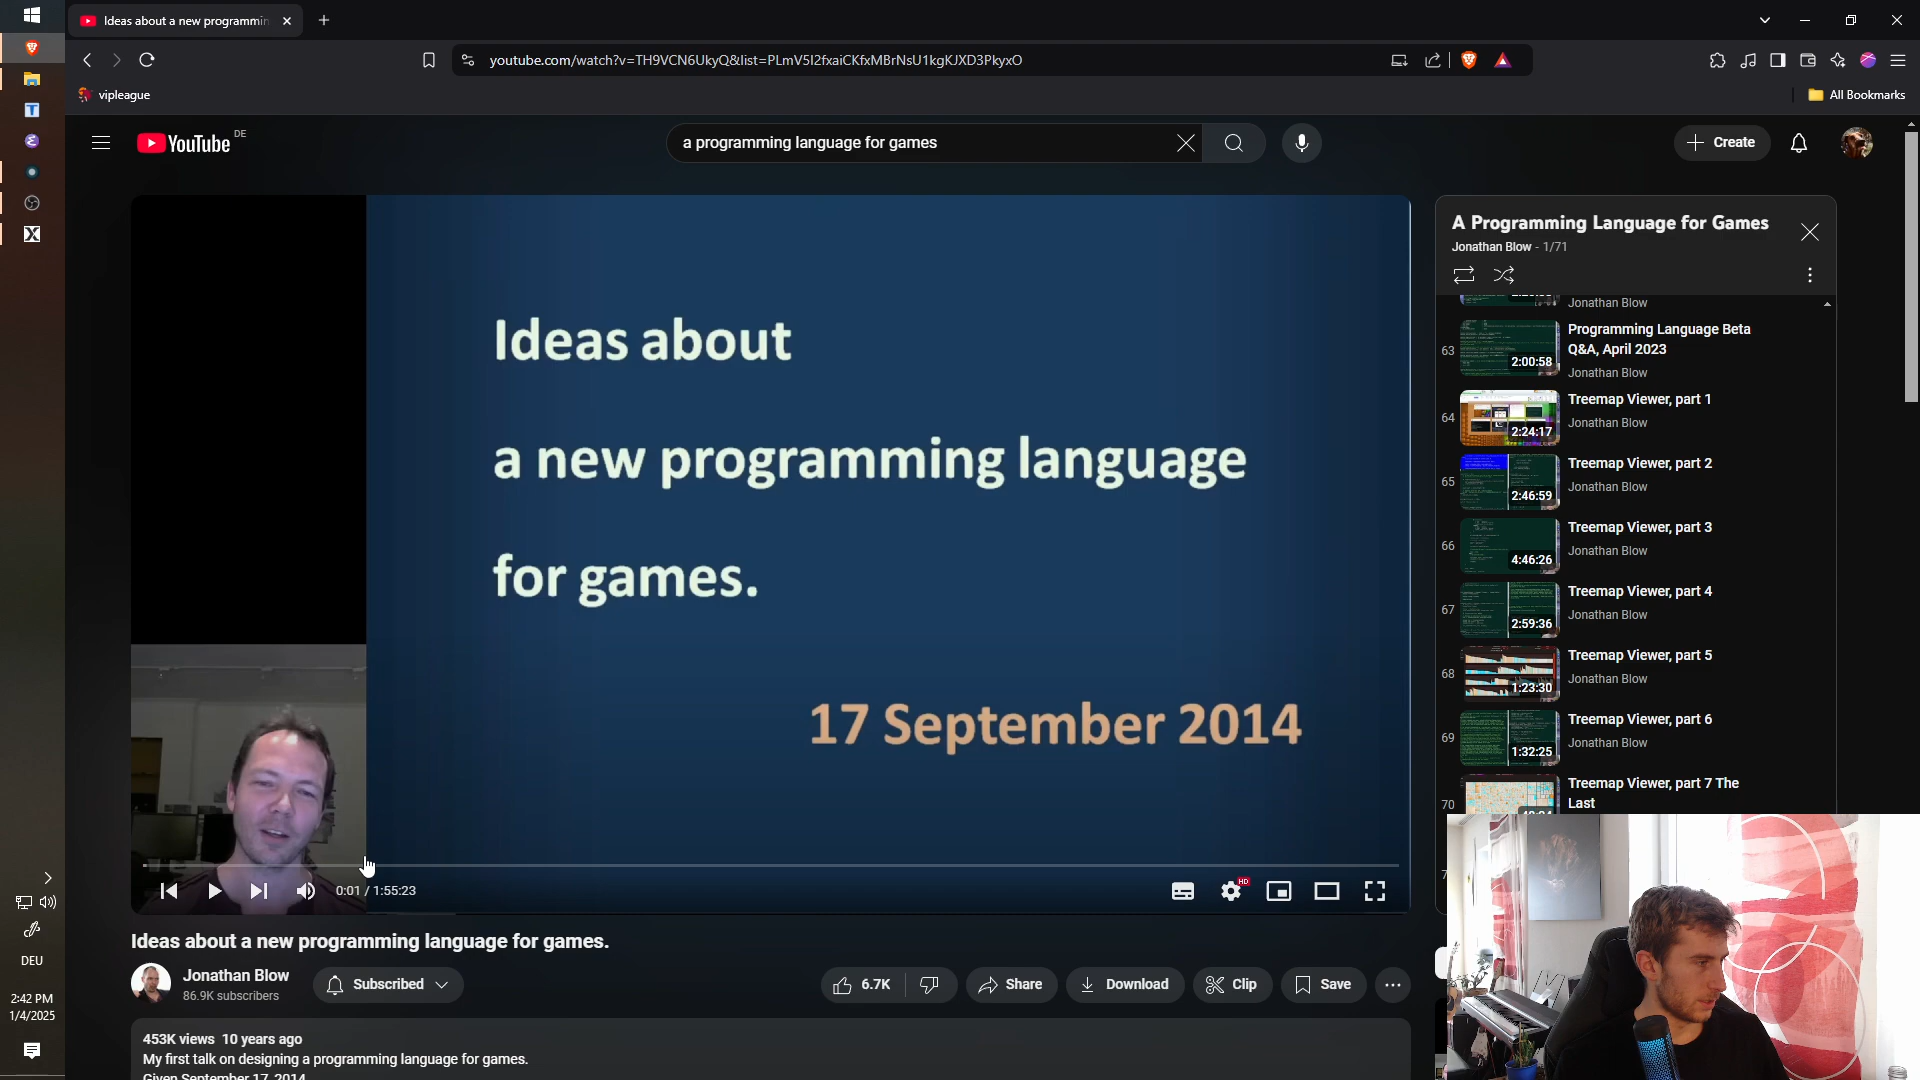 Ideas about a new programmin
youtube.com/watch?v=TH9VCN6UkyQ&list=PLmV5I2fxaiCKfxMBrNsU1kgKJXD3PkyxO
vipleague
All Bookmarks
YouTube DE
a programming language for games
Create
Ideas about
a new programming language
for games.
17 September 2014
0:01 / 1:55:23
HD
A Programming Language for Games
Jonathan Blow - 1/71
Jonathan Blow
63
2:00:58
Programming Language Beta
Q&A, April 2023
Jonathan Blow
64
2:24:17
Treemap Viewer, part 1
Jonathan Blow
65
2:46:59
Treemap Viewer, part 2
Jonathan Blow
66
4:46:26
Treemap Viewer, part 3
Jonathan Blow
67
2:59:36
Treemap Viewer, part 4
Jonathan Blow
68
1:23:30
Treemap Viewer, part 5
Jonathan Blow
69
1:32:25
Treemap Viewer, part 6
Jonathan Blow
70
Treemap Viewer, part 7 The
Last
Ideas about a new programming language for games.
Jonathan Blow
86.9K subscribers
Subscribed
6.7K
Share
Download
Clip
Save
453K views 10 years ago
My first talk on designing a programming language for games.
Given September 17, 2014
DEU
2:42 PM
1/4/2025